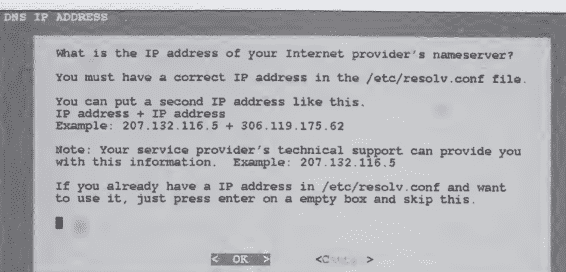 DNS IP ADDRESS
What is the IP address of your Internet provider's nameserver?
You must have a correct IP address in the /etc/resolv.conf file.
You can put a second IP address like this.
IP address + IP address
Example: 207.132.116.5 + 306.119.175.62
Note: Your service provider's technical support can provide you
with this information.  Example: 207.132.116.5
If you already have a IP address in /etc/resolv.conf and want
to use it, just press enter on a empty box and skip this.
< OK > < >